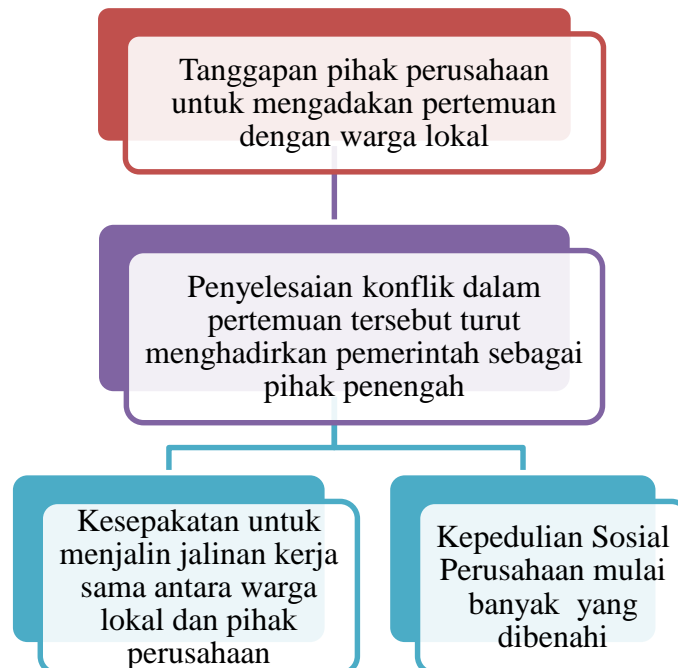 Tanggapan pihak perusahaan
untuk mengadakan pertemuan
dengan warga lokal
Penyelesaian konflik dalam
pertemuan tersebut turut
menghadirkan pemerintah sebagai
pihak penengah
Kesepakatan untuk
menjalin jalinan kerja
sama antara warga
lokal dan pihak
perusahaan
Kepedulian Sosial
Perusahaan mulai
banyak yang
dibenahi